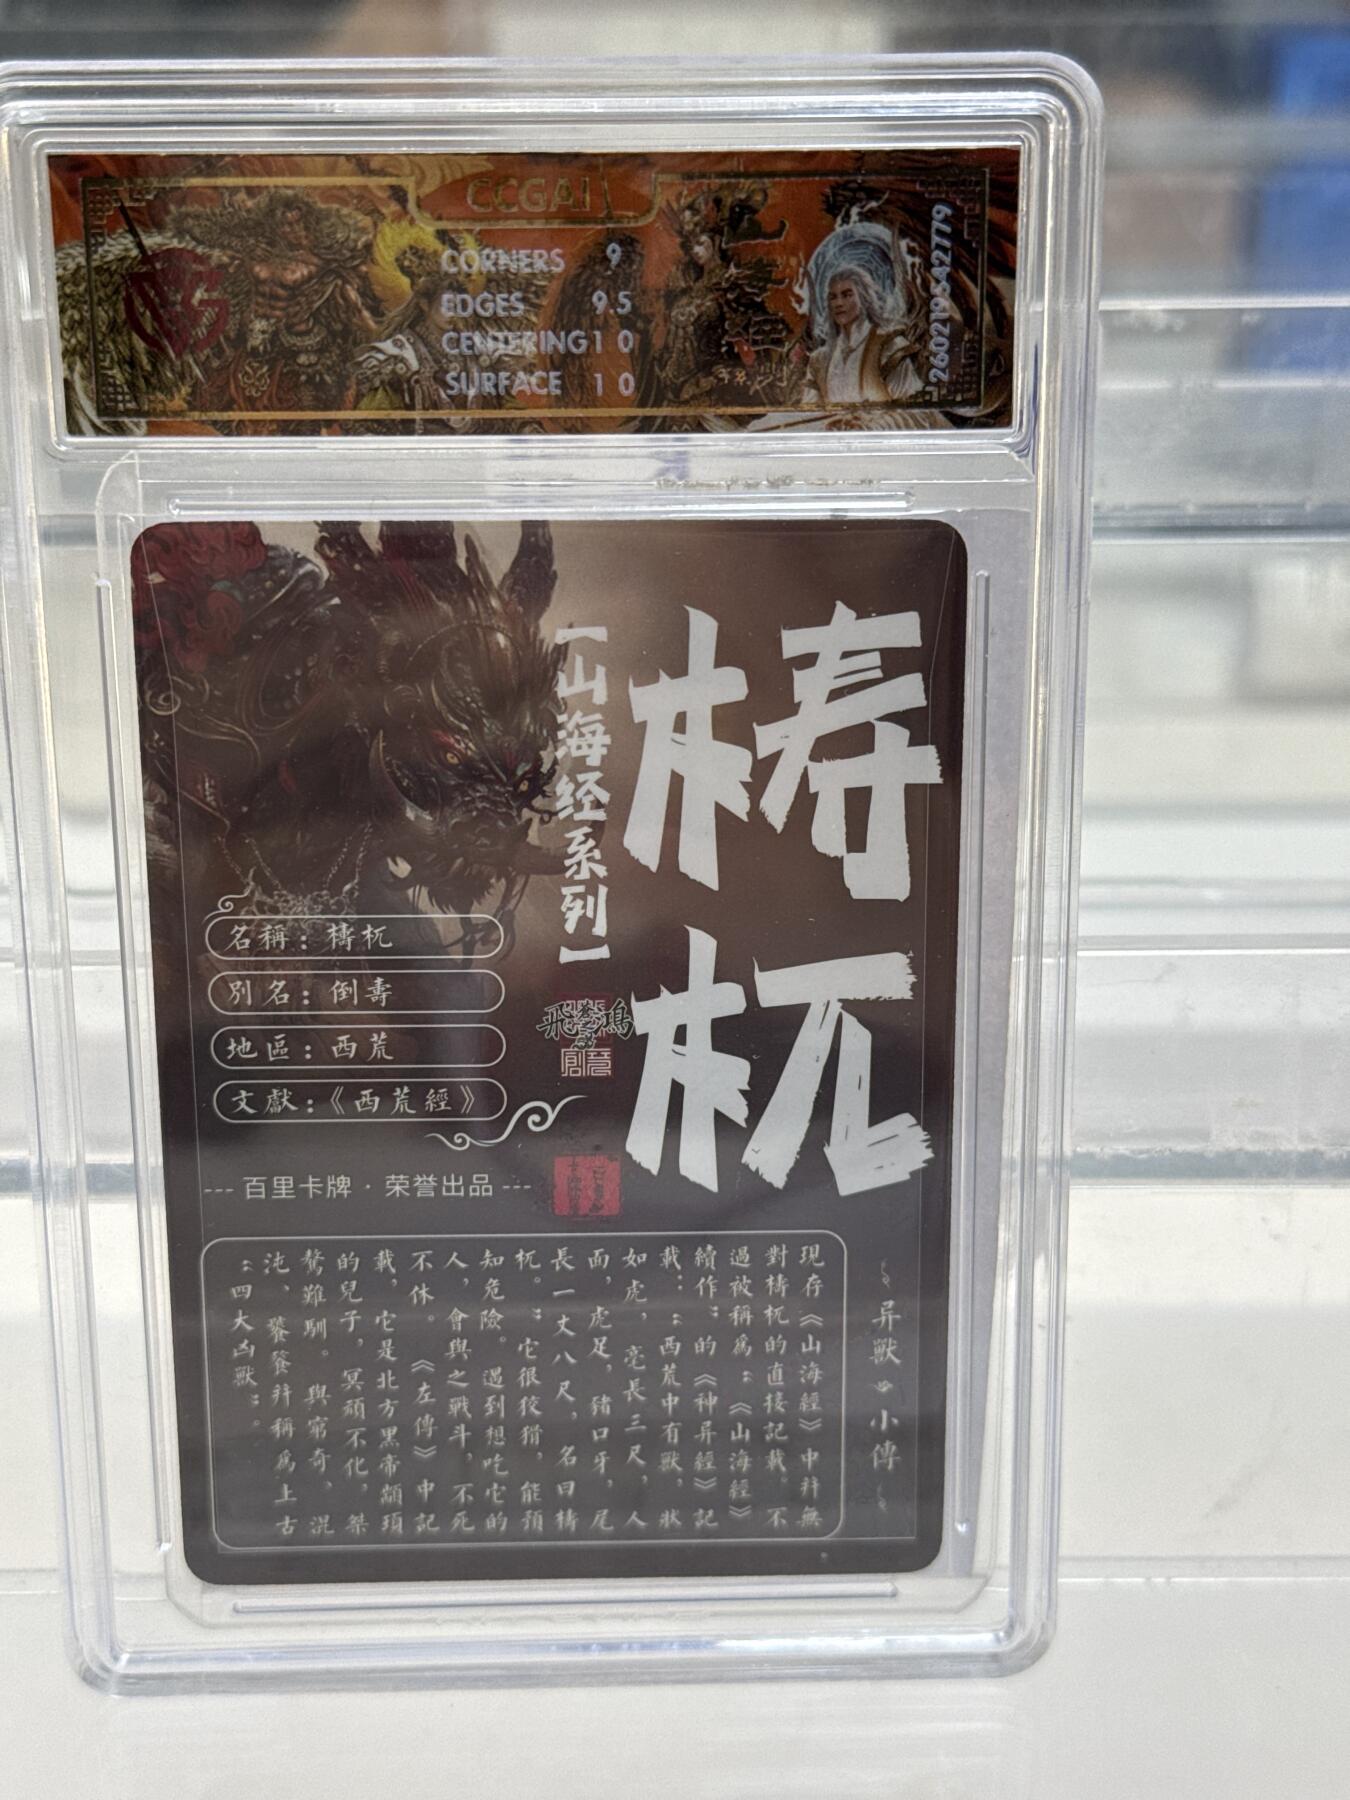 CCGAI
CORNERS 9
EDGES 9.5
CENTERING 10
SURFACE 10
260219542779
梼杌
【山海经系列】
飛鴻
名稱：檮杌
別名：倒壽
地區：西荒
文獻：《西荒經》
--- 百里卡牌 · 荣誉出品 ---
异獸 小傳
現存《山海經》中并無
對檮杌的直接記載。不
過被稱爲：《山海經》
續作：的《神异經》記
載：：西荒中有獸，狀
如虎，毫長三尺，人
面，虎足，豬口牙，尾
長一丈八尺，名曰檮
杌。：它很狡猾，能預
知危險。遇到想吃它的
人，會與之戰斗，不死
不休。《左傳》中記
載，它是北方黑帝顓頊
的兒子，冥頑不化，桀
驁難馴。與窮奇，混
沌、饕餮并稱爲上古
：四大凶獸：。